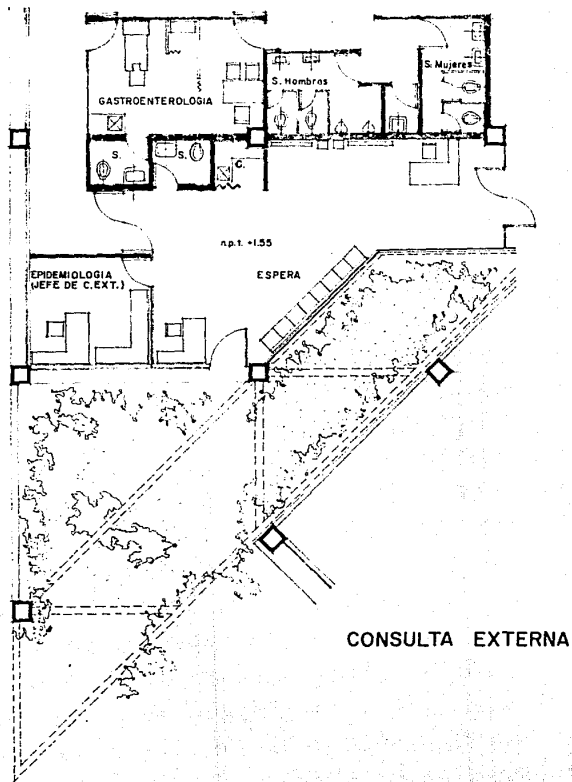 S. Mujeres
S. Hombres
GASTROENTEROLOGIA
S.
S.
C.
n.p.t. +1.55
EPIDEMIOLOGIA
(JEFE DE C.EXT.)
ESPERA
CONSULTA EXTERNA